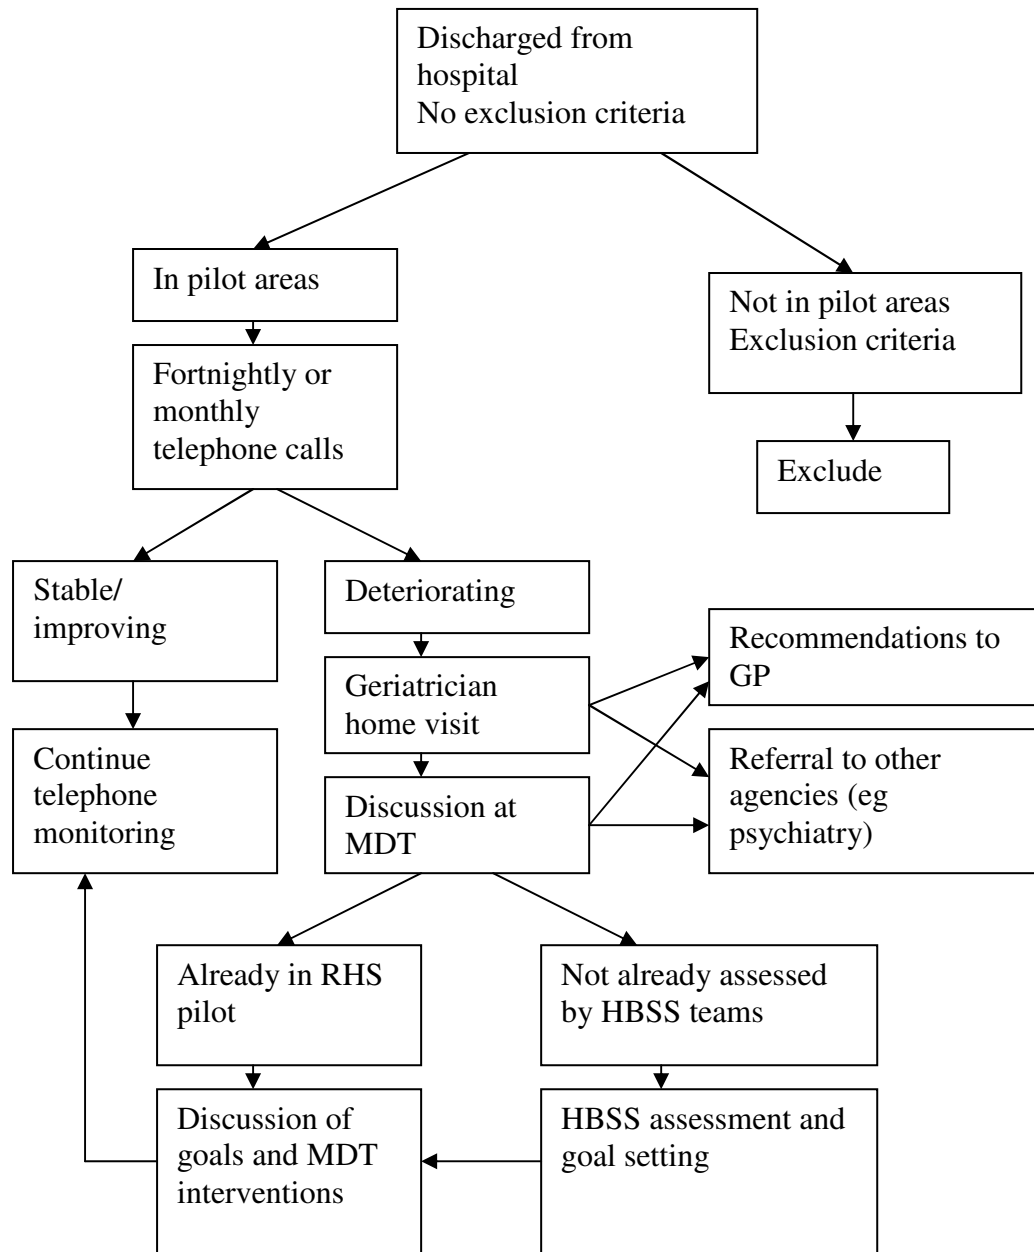 Discharged from
hospital
No exclusion criteria
In pilot areas
Not in pilot areas
Exclusion criteria
Fortnightly or
monthly
telephone calls
Exclude
Stable/
improving
Deteriorating
Recommendations to
GP
Geriatrician
home visit
Continue
telephone
monitoring
Referral to other
agencies (eg
psychiatry)
Discussion at
MDT
Already in RHS
pilot
Not already assessed
by HBSS teams
Discussion of
goals and MDT
interventions
HBSS assessment and
goal setting